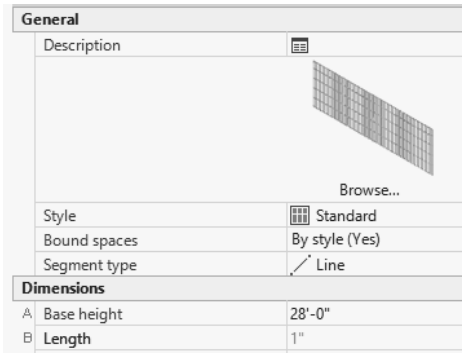 General
Description
Browse...
Style Standard
Bound spaces By style (Yes)
Segment type Line
Dimensions
A Base height 28'-0"
B Length 1"